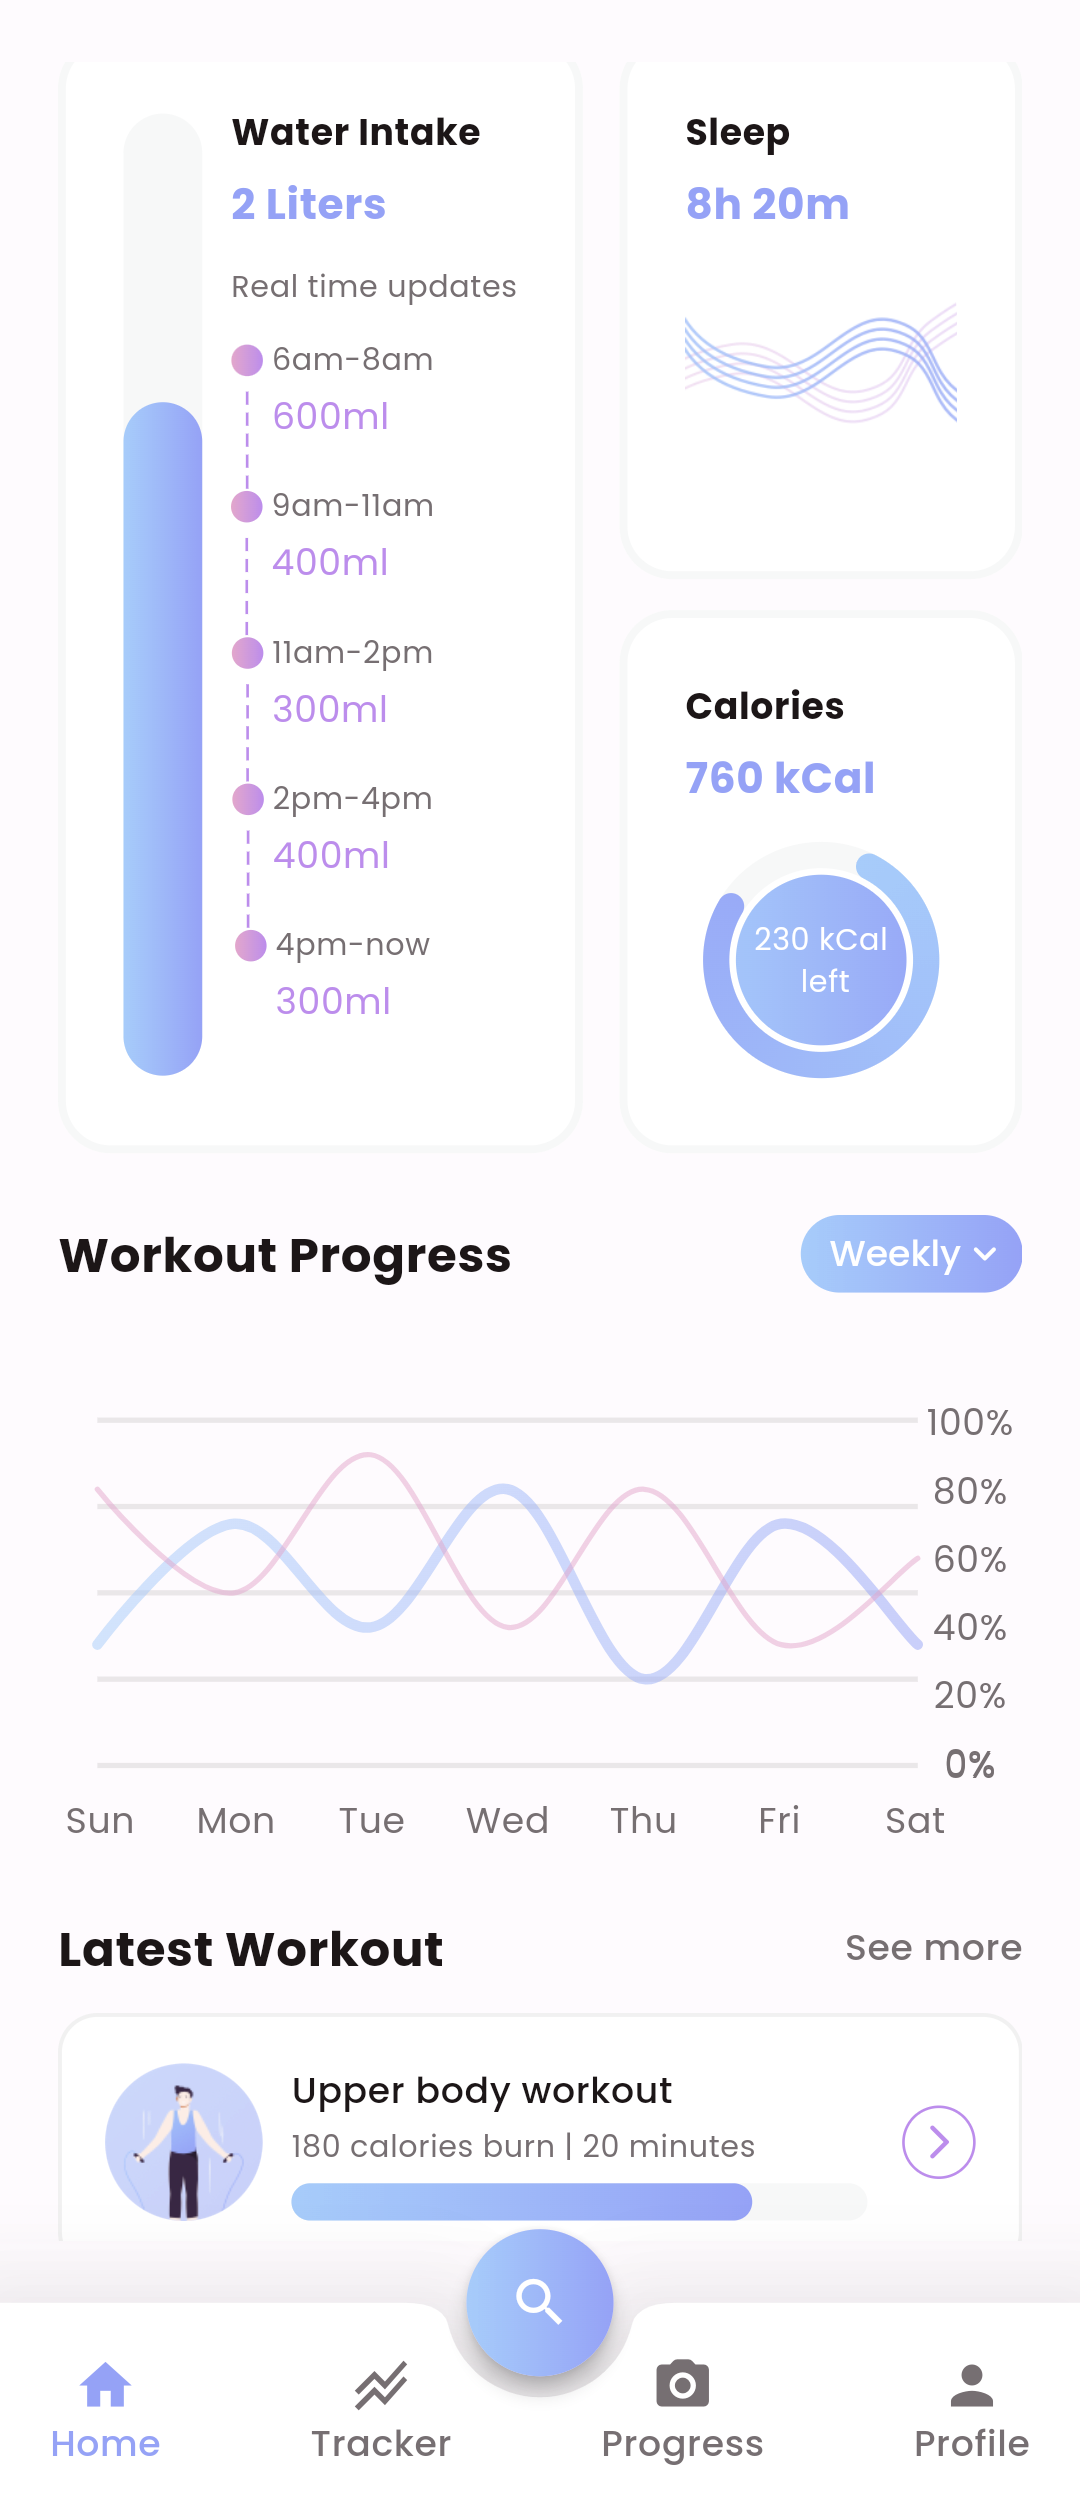 Water Intake
2 Liters
Real time updates
6am-8am
600ml
9am-11am
400ml
11am-2pm
300ml
2pm-4pm
400ml
4pm-now
300ml
Sleep
8h 20m
Calories
760 kCal
230 kCal
left
Workout Progress
Weekly
100%
80%
60%
40%
20%
0%
Sun Mon Tue Wed Thu Fri Sat
Latest Workout
See more
Upper body workout
180 calories burn | 20 minutes
Home Tracker Progress Profile